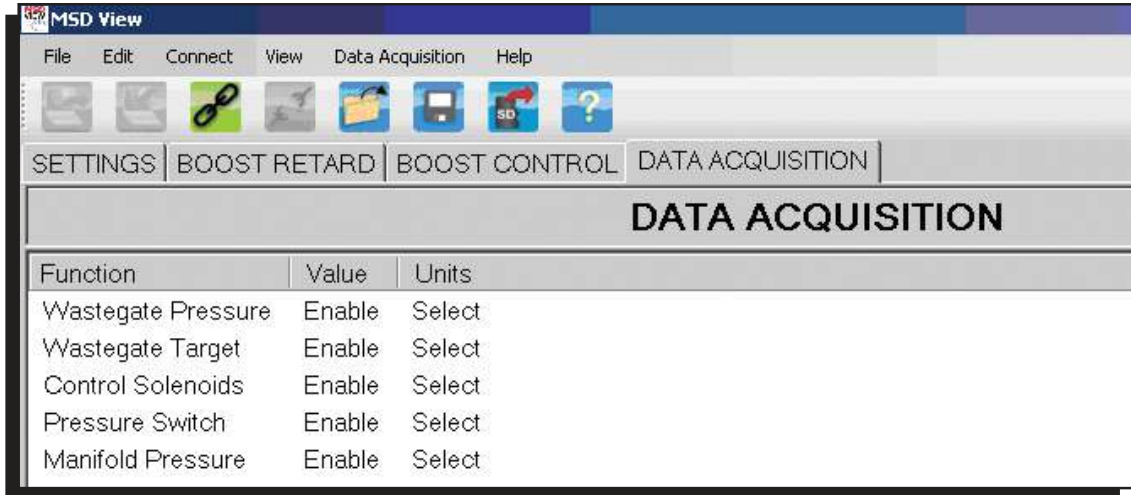 MSD View
File Edit Connect View Data Acquisition Help
SD ?
SETTINGS BOOST RETARD BOOST CONTROL DATA ACQUISITION
DATA ACQUISITION
Function Value Units
Wastegate Pressure Enable Select
Wastegate Target Enable Select
Control Solenoids Enable Select
Pressure Switch Enable Select
Manifold Pressure Enable Select